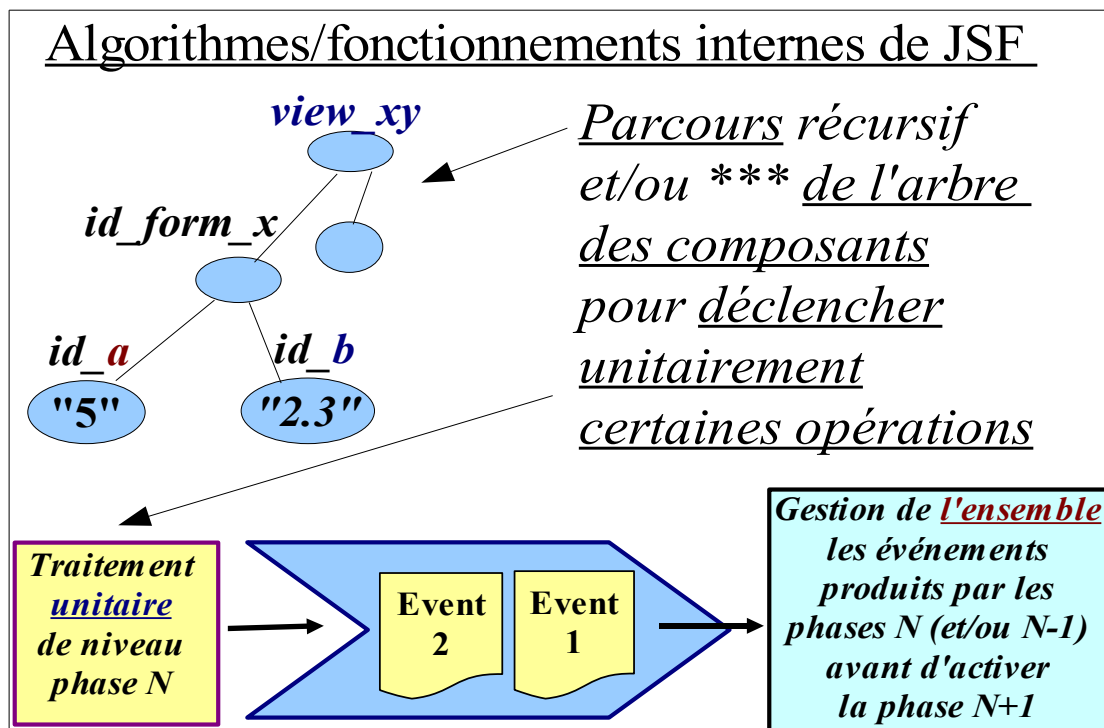 Algorithmes/fonctionnements internes de JSF
view_xy
id_form_x
id_a
id_b
"5"
"2.3"
Parcours récursif
et/ou *** de l'arbre
des composants
pour déclencher
unitairement
certaines opérations
Traitement
unitaire
de niveau
phase N
Event
2
Event
1
Gestion de l'ensemble
les événements
produits par les
phases N (et/ou N-1)
avant d'activer
la phase N+1